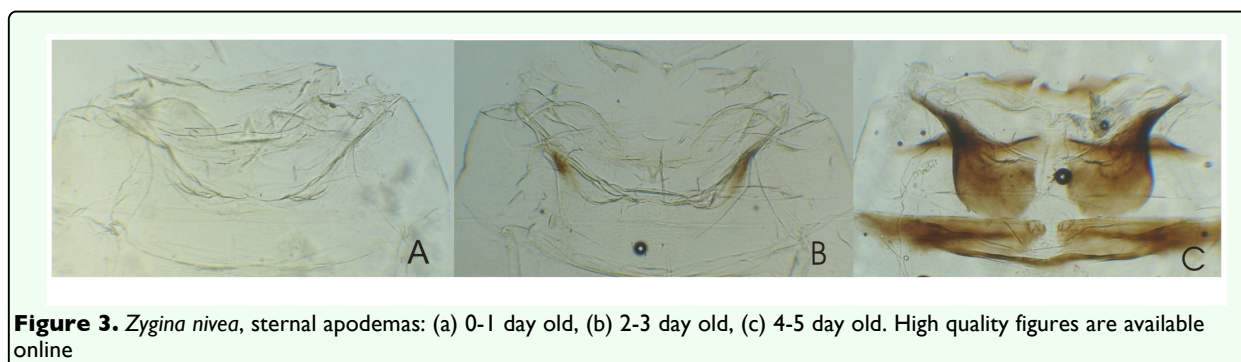 A B C
Figure 3. Zygina nivea, sternal apodemas: (a) 0-1 day old, (b) 2-3 day old, (c) 4-5 day old. High quality figures are available
online